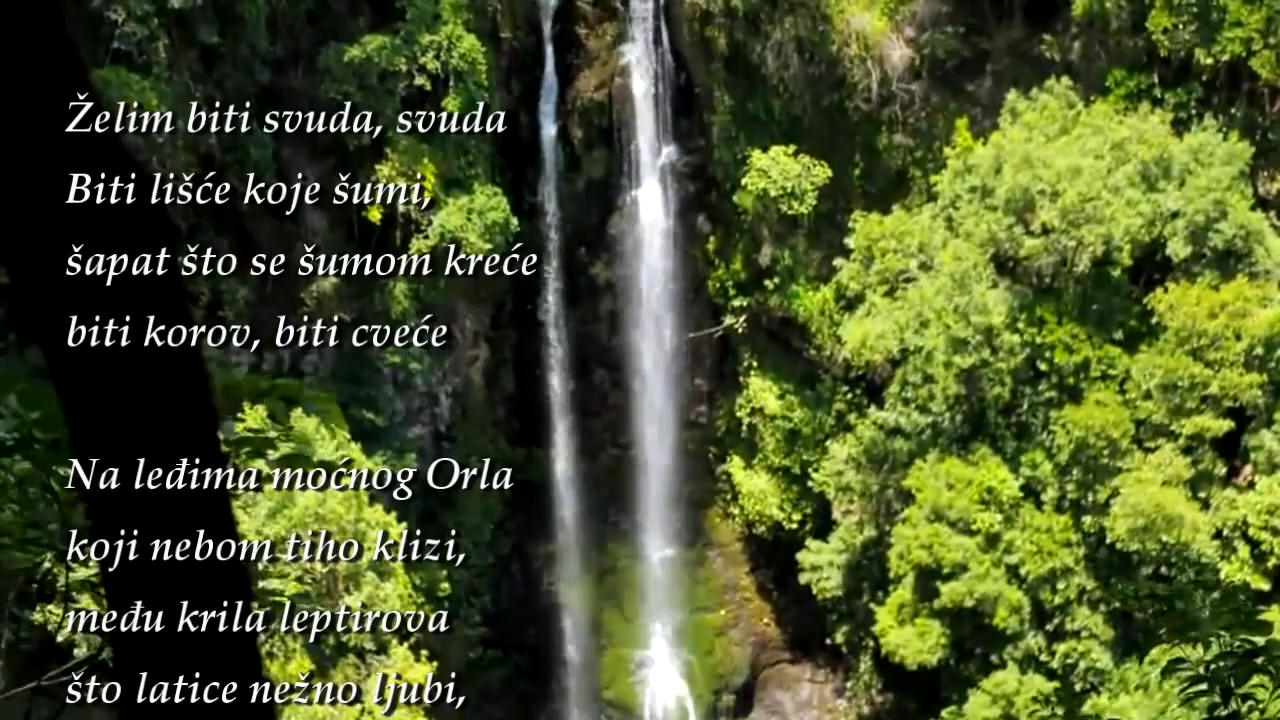 Želim biti svuda, svuda
Biti lišće koje šumi,
šapat što se šumom kreće
biti korov, biti cveće
Na leđima moćnog Orla
koji nebom tiho klizi,
među krila leptirova
što latice nežno ljubi,